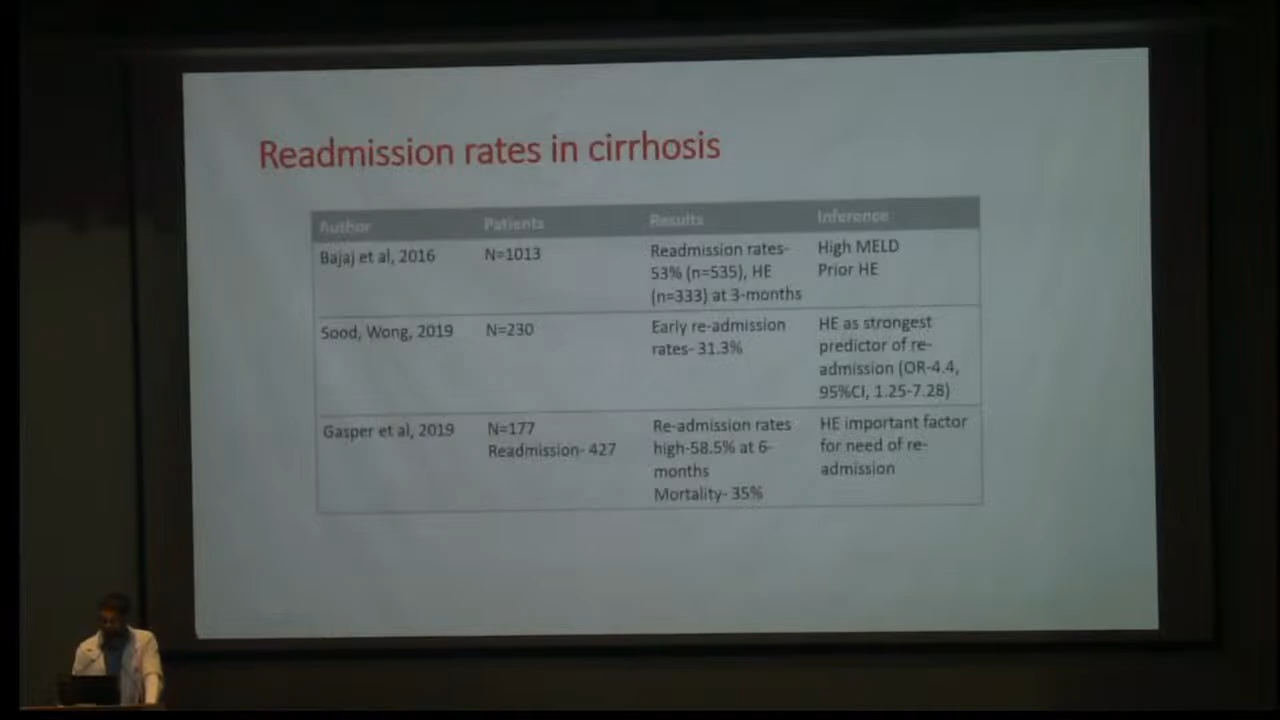 Readmission rates in cirrhosis
Author Patients Results Inference
Bajaj et al, 2016 N=1013 Readmission rates- High MELD
53% (n=535), HE Prior HE
(n=333) at 3-months
Sood, Wong, 2019 N=230 Early re-admission HE as strongest
rates- 31.3% predictor of re-
admission (OR-4.4,
95%CI, 1.25-7.28)
Gasper et al, 2019 N=177 Re-admission rates HE important factor
Readmission- 427 high-58.5% at 6- for need of re-
months admission
Mortality- 35%